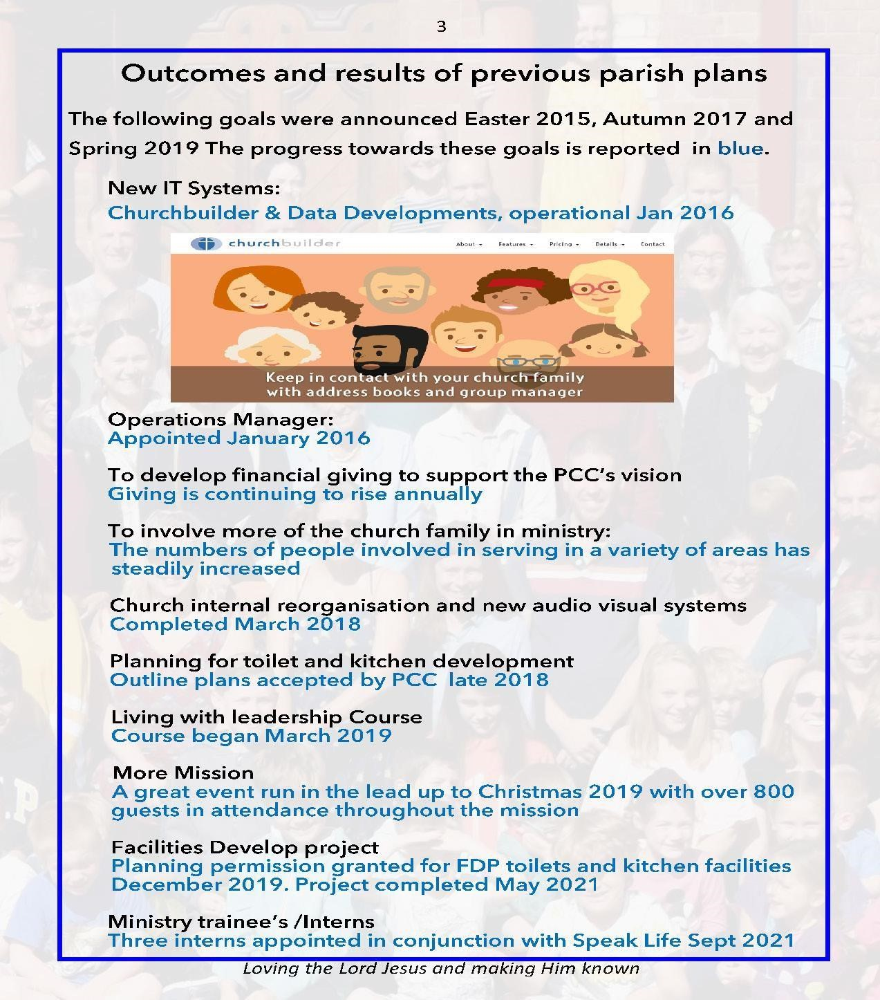 3
Outcomes and results of previous parish plans
The following goals were announced Easter 2015, Autumn 2017 and
Spring 2019 The progress towards these goals is reported in blue.
New IT Systems:
Churchbuilder & Data Developments, operational Jan 2016
churchbuilder About Features Pricing Details Contact
Keep in contact with your church family
with address books and group manager
Operations Manager:
Appointed January 2016
To develop financial giving to support the PCC's vision
Giving is continuing to rise annually
To involve more of the church family in ministry:
The numbers of people involved in serving in a variety of areas has
steadily increased
Church internal reorganisation and new audio visual systems
Completed March 2018
Planning for toilet and kitchen development
Outline plans accepted by PCC late 2018
Living with leadership Course
Course began March 2019
More Mission
A great event run in the lead up to Christmas 2019 with over 800
guests in attendance throughout the mission
Facilities Develop project
Planning permission granted for FDP toilets and kitchen facilities
December 2019. Project completed May 2021
Ministry trainee's /Interns
Three interns appointed in conjunction with Speak Life Sept 2021
Loving the Lord Jesus and making Him known